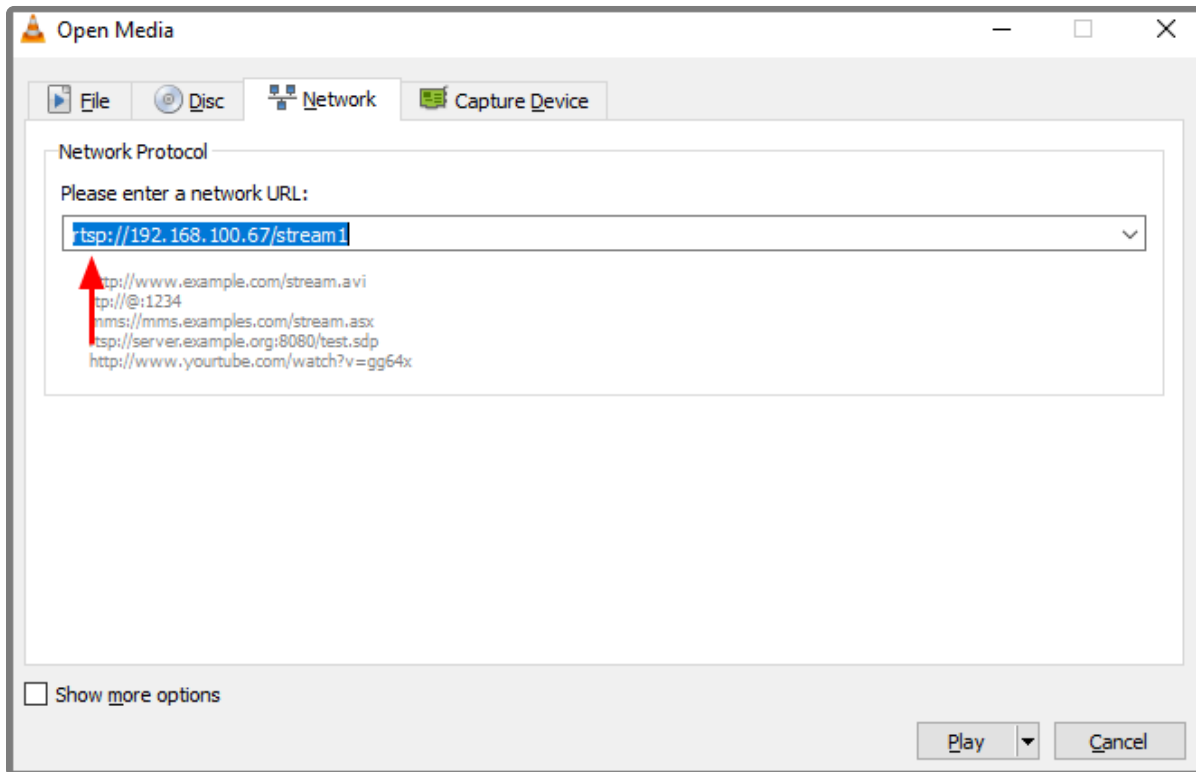 Open Media
File Disc Network Capture Device
Network Protocol
Please enter a network URL:
rtsp://192.168.100.67/stream1
tp://www.example.com/stream.avi
tp://@:1234
mms://mms.examples.com/stream.asx
tsp://server.example.org:8080/test.sdp
http://www.yourtube.com/watch?v=gg64x
Show more options
Play Cancel